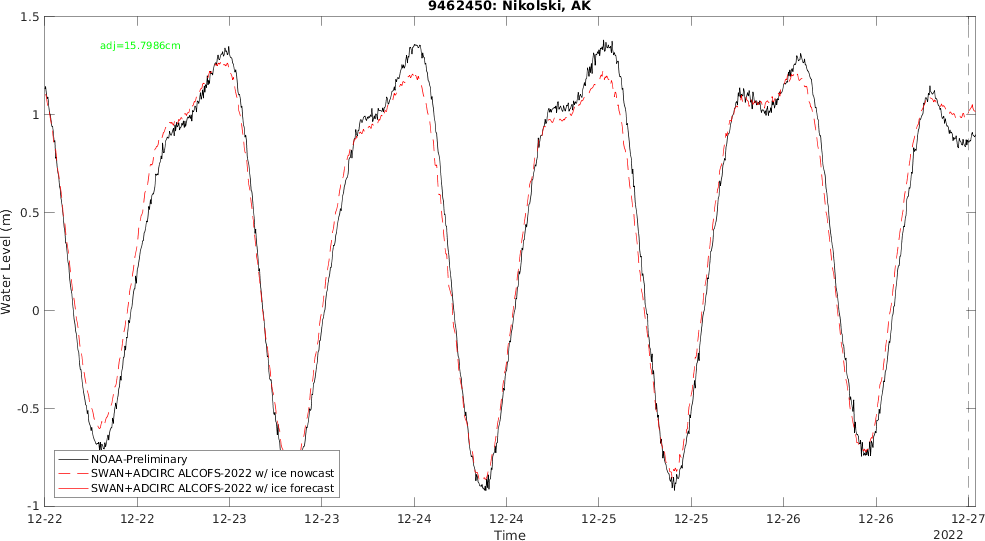 9462450: Nikolski, AK
adj=15.7986cm
1.5
1
0.5
0
-0.5
-1
Water Level (m)
NOAA-Preliminary
SWAN+ADCIRC ALCOFS-2022 w/ ice nowcast
SWAN+ADCIRC ALCOFS-2022 w/ ice forecast
12-22 12-22 12-23 12-23 12-24 12-24 12-25 12-25 12-26 12-26 12-27
Time
2022